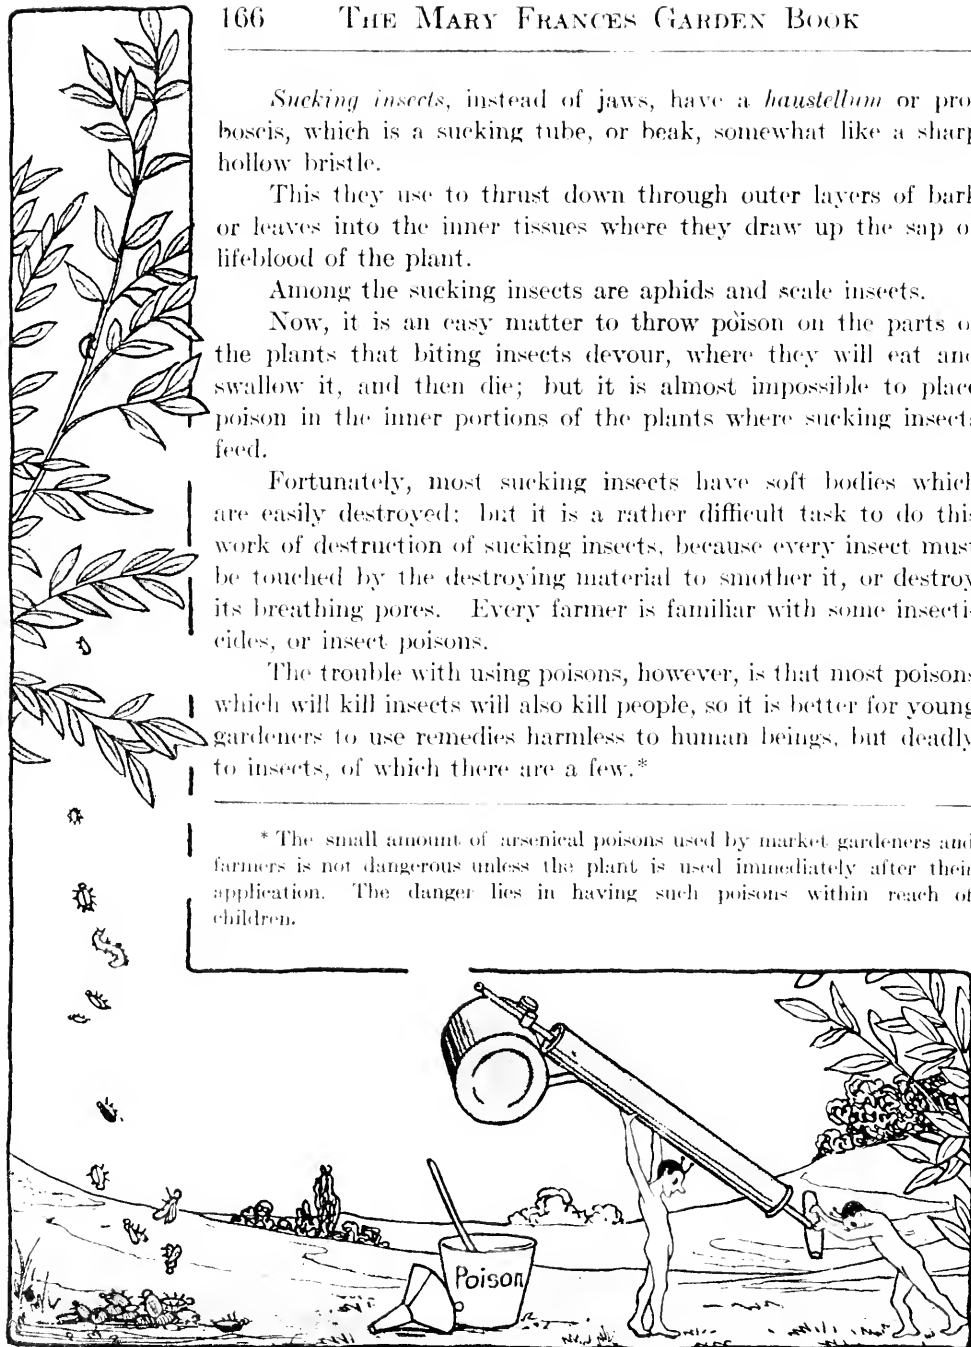 166 THE MARY FRANCES GARDEN BOOK
Sucking insects, instead of jaws, have a haustellum or pro
boscis, which is a sucking tube, or beak, somewhat like a sharp
hollow bristle.
This they use to thrust down through outer layers of bark
or leaves into the inner tissues where they draw up the sap o
lifeblood of the plant.
Among the sucking insects are aphids and scale insects.
Now, it is an easy matter to throw poison on the parts o
the plants that biting insects devour, where they will eat and
swallow it, and then die; but it is almost impossible to place
poison in the inner portions of the plants where sucking insects
feed.
Fortunately, most sucking insects have soft bodies which
are easily destroyed; but it is a rather difficult task to do this
work of destruction of sucking insects, because every insect must
be touched by the destroying material to smother it, or destroy
its breathing pores. Every farmer is familiar with some insecti-
cides, or insect poisons.
The trouble with using poisons, however, is that most poisons
which will kill insects will also kill people, so it is better for young
gardeners to use remedies harmless to human beings, but deadly
to insects, of which there are a few.*
* The small amount of arsenical poisons used by market gardeners and
farmers is not dangerous unless the plant is used immediately after their
application. The danger lies in having such poisons within reach of
children.
Poison